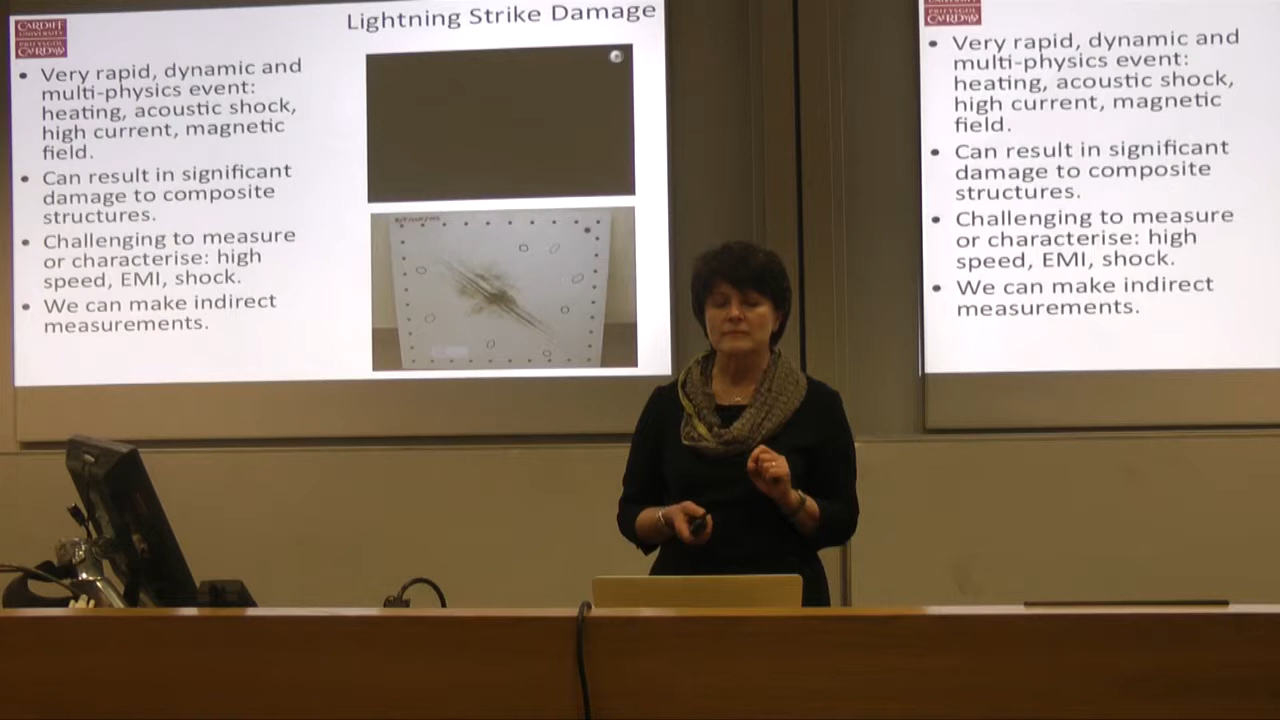 CARDIFF
UNIVERSITY
PRIFYSGOL
CAERDYDD
Lightning Strike Damage
• Very rapid, dynamic and
multi-physics event:
heating, acoustic shock,
high current, magnetic
field.
• Can result in significant
damage to composite
structures.
• Challenging to measure
or characterise: high
speed, EMI, shock.
• We can make indirect
measurements.
UNIVERSITY
PRIFYSGOL
CAERDYDD
• Very rapid, dynamic and
multi-physics event:
heating, acoustic shock,
high current, magnetic
field.
• Can result in significant
damage to composite
structures.
• Challenging to measure
or characterise: high
speed, EMI, shock.
• We can make indirect
measurements.